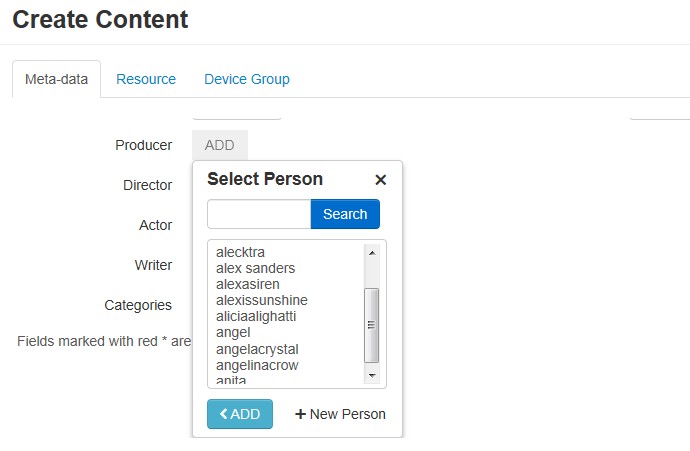 Create Content
Meta-data Resource Device Group
Producer ADD
Select Person ×
Director
Search
Actor
alecktra
alex sanders
alexasiren
Writer
alexissunshine
aliciaalighatti
Categories
angel
Fields marked with red * are
angelacrystal
angelinacrow
anita
ADD + New Person